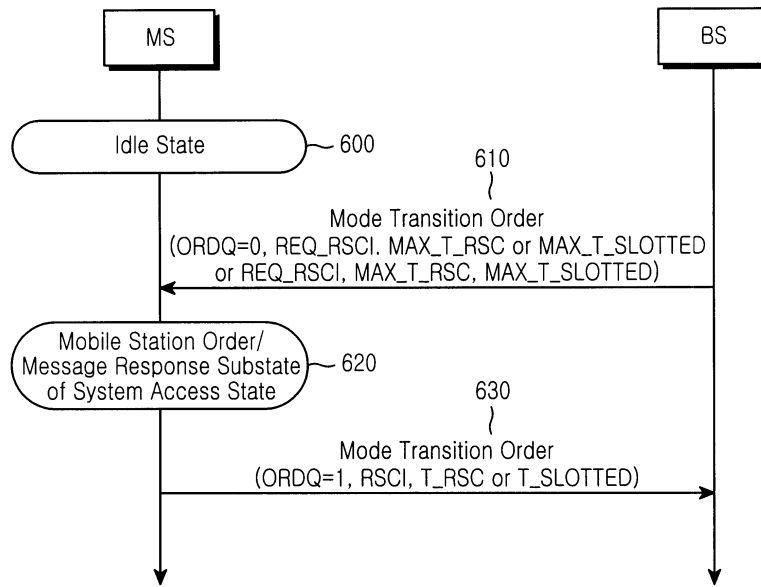 MS
BS
Idle State
600
610
Mode Transition Order
(ORDQ=0, REQ_RSCI. MAX_T_RSC or MAX_T_SLOTTED
or REQ_RSCI, MAX_T_RSC, MAX_T_SLOTTED)
Mobile Station Order/
Message Response Substate
of System Access State
620
630
Mode Transition Order
(ORDQ=1, RSCI, T_RSC or T_SLOTTED)